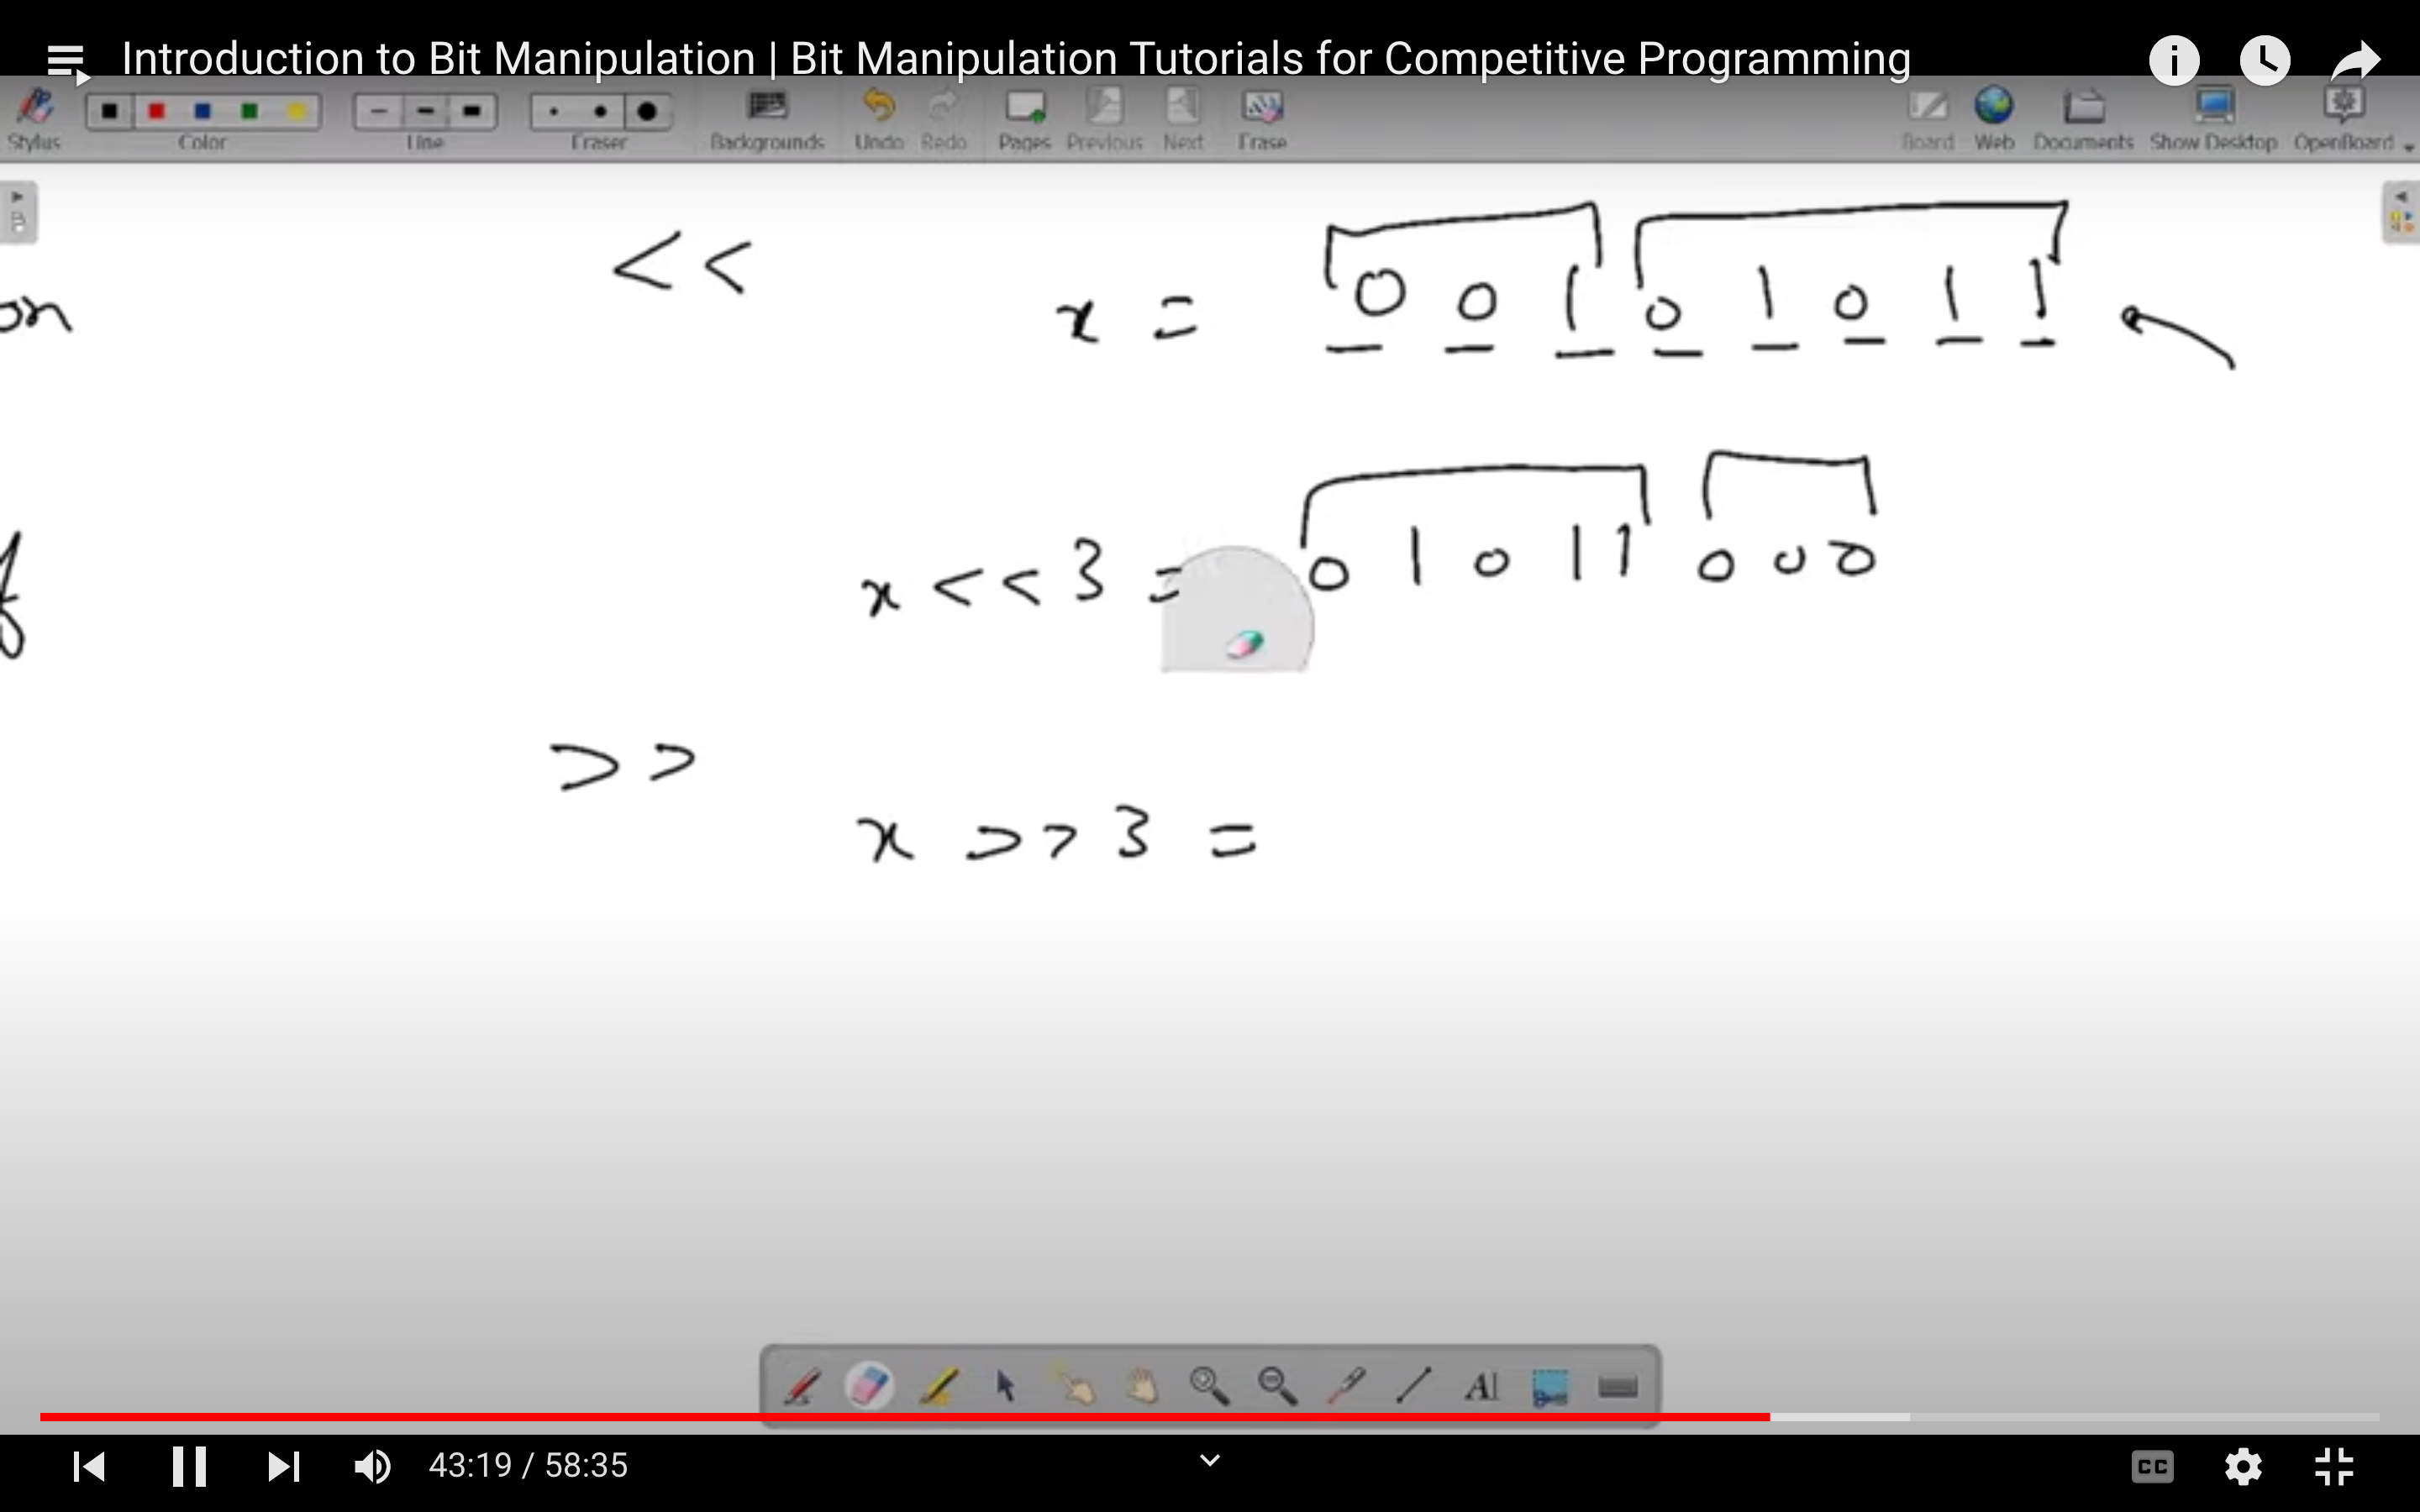 Introduction to Bit Manipulation | Bit Manipulation Tutorials for Competitive Programming
Stylus Color Line Eraser Backgrounds Undo Redo Pages Previous Next Erase Board Web Documents Show Desktop OpenBoard
<<
on x = 0 0 1 0 1 0 1 1
x << 3 = 0 1 0 1 1 0 0 0
>>
x >> 3 =
AI
43:19 / 58:35 CC